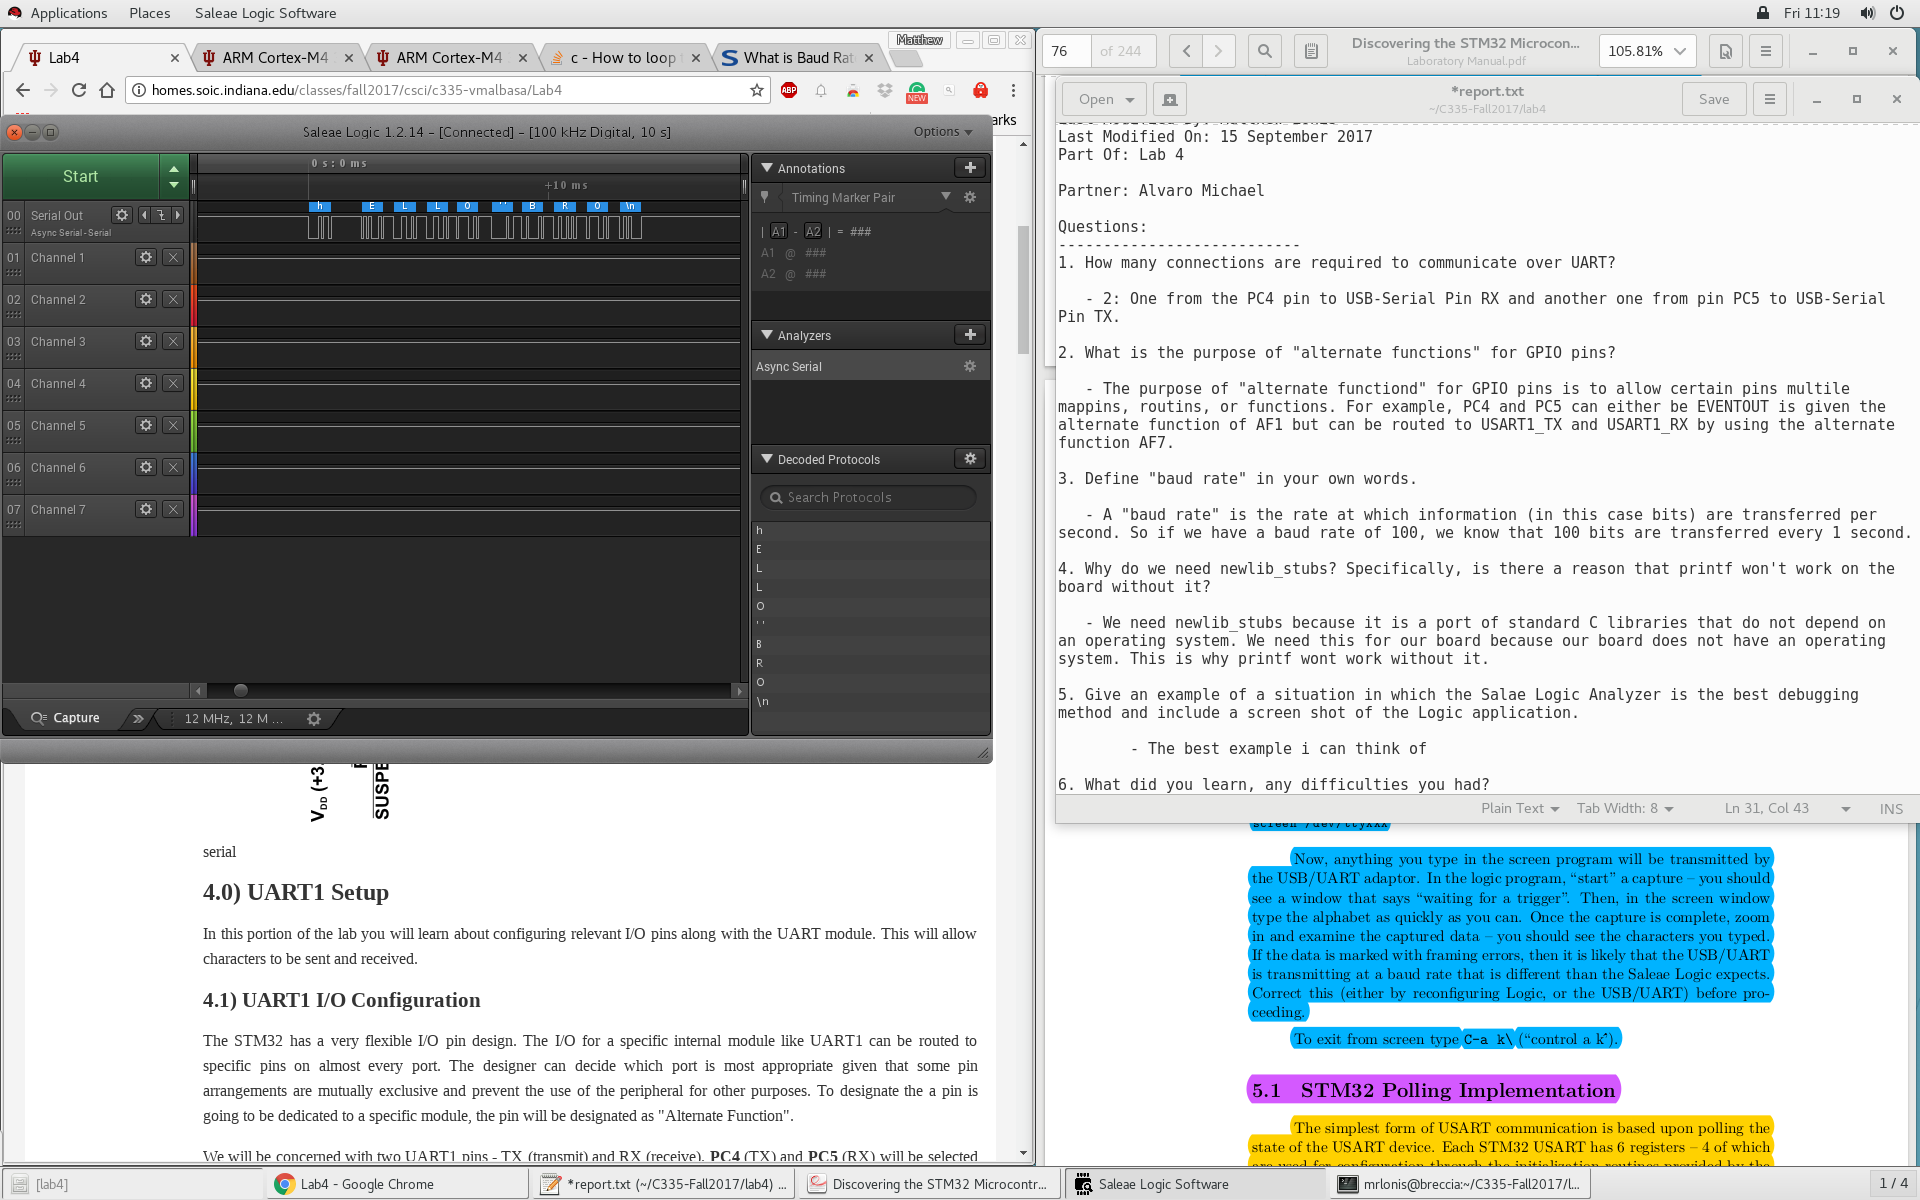 Applications Places Saleae Logic Software Fri 11:19
Lab4
ARM Cortex-M4
ARM Cortex-M4
c - How to loop
What is Baud Rat
Matthew
homes.soic.indiana.edu/classes/fall2017/csci/c335-vmalbasa/Lab4
ABP
NEW
arks
Saleae Logic 1.2.14 – [Connected] – [100 kHz Digital, 10 s]
Options
Start
0 s : 0 ms
+10 ms
00 Serial Out
Async Serial - Serial
h E L L O ' ' B R O \n
01 Channel 1
02 Channel 2
03 Channel 3
04 Channel 4
05 Channel 5
06 Channel 6
07 Channel 7
Capture
12 MHz, 12 M ...
Annotations
Timing Marker Pair
| A1 - A2 | = ###
A1 @ ###
A2 @ ###
Analyzers
Async Serial
Decoded Protocols
Search Protocols
h
E
L
L
O
' '
B
R
O
\n
VDD (+3.
SUSPE
serial
4.0) UART1 Setup
In this portion of the lab you will learn about configuring relevant I/O pins along with the UART module. This will allow
characters to be sent and received.
4.1) UART1 I/O Configuration
The STM32 has a very flexible I/O pin design. The I/O for a specific internal module like UART1 can be routed to
specific pins on almost every port. The designer can decide which port is most appropriate given that some pin
arrangements are mutually exclusive and prevent the use of the peripheral for other purposes. To designate the a pin is
going to be dedicated to a specific module, the pin will be designated as "Alternate Function".
We will be concerned with two UART1 pins - TX (transmit) and RX (receive). PC4 (TX) and PC5 (RX) will be selected
76 of 244
Discovering the STM32 Microcon...
Laboratory Manual.pdf
105.81%
Open
*report.txt
~/C335-Fall2017/lab4
Save
Last Modified On: 15 September 2017
Part Of: Lab 4
Partner: Alvaro Michael
Questions:
---------------------------
1. How many connections are required to communicate over UART?
- 2: One from the PC4 pin to USB-Serial Pin RX and another one from pin PC5 to USB-Serial
Pin TX.
2. What is the purpose of "alternate functions" for GPIO pins?
- The purpose of "alternate functiond" for GPIO pins is to allow certain pins multile
mappins, routins, or functions. For example, PC4 and PC5 can either be EVENTOUT is given the
alternate function of AF1 but can be routed to USART1_TX and USART1_RX by using the alternate
function AF7.
3. Define "baud rate" in your own words.
- A "baud rate" is the rate at which information (in this case bits) are transferred per
second. So if we have a baud rate of 100, we know that 100 bits are transferred every 1 second.
4. Why do we need newlib_stubs? Specifically, is there a reason that printf won't work on the
board without it?
- We need newlib_stubs because it is a port of standard C libraries that do not depend on
an operating system. We need this for our board because our board does not have an operating
system. This is why printf wont work without it.
5. Give an example of a situation in which the Salae Logic Analyzer is the best debugging
method and include a screen shot of the Logic application.
- The best example i can think of
6. What did you learn, any difficulties you had?
Plain Text Tab Width: 8 Ln 31, Col 43 INS
screen /dev/ttyxxx
Now, anything you type in the screen program will be transmitted by
the USB/UART adaptor. In the logic program, “start” a capture – you should
see a window that says “waiting for a trigger”. Then, in the screen window
type the alphabet as quickly as you can. Once the capture is complete, zoom
in and examine the captured data – you should see the characters you typed.
If the data is marked with framing errors, then it is likely that the USB/UART
is transmitting at a baud rate that is different than the Saleae Logic expects.
Correct this (either by reconfiguring Logic, or the USB/UART) before pro-
ceeding.
To exit from screen type C-a k\ (“control a k”).
5.1 STM32 Polling Implementation
The simplest form of USART communication is based upon polling the
state of the USART device. Each STM32 USART has 6 registers – 4 of which
are used for configuration through the initialization routines provided by the
[lab4]
Lab4 - Google Chrome
*report.txt (~/C335-Fall2017/lab4) ...
Discovering the STM32 Microcontr...
Saleae Logic Software
mrlonis@breccia:~/C335-Fall2017/l...
1 / 4